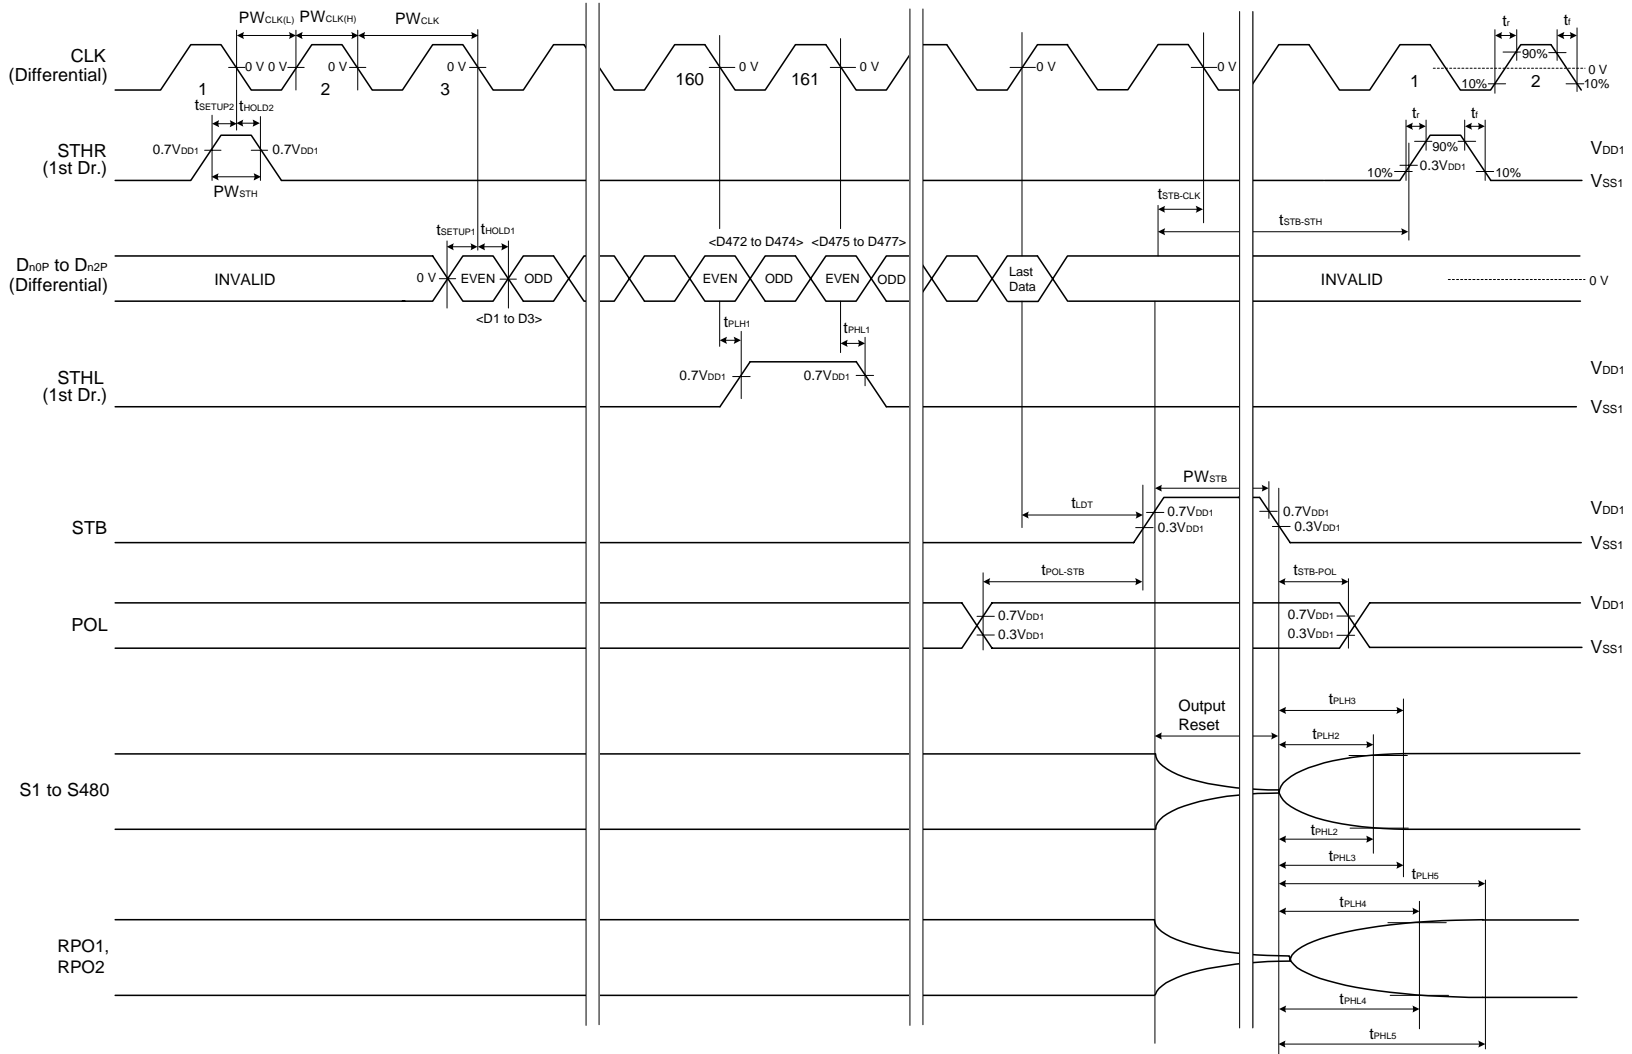 PWCLK(L) PWCLK(H) PWCLK tr tf
CLK
(Differential)
0 V 0 V 0 V 0 V 0 V 0 V 0 V 0 V 90% 0 V
1 2 3 160 161 1 10% 2 10%
tSETUP2 tHOLD2 tr tf
STHR
(1st Dr.)
0.7VDD1 0.7VDD1 90% VDD1
0.3VDD1
10% 10% VSS1
PWSTH
tSTB-CLK
tSTB-STH
tSETUP1 tHOLD1 <D472 to D474> <D475 to D477>
Dn0P to Dn2P
(Differential)
INVALID 0 V EVEN ODD EVEN ODD EVEN ODD Last
Data
INVALID 0 V
<D1 to D3>
tPLH1 tPHL1
STHL
(1st Dr.)
0.7VDD1 0.7VDD1 VDD1
VSS1
PWSTB
tLDT
STB
0.7VDD1 0.7VDD1 VDD1
0.3VDD1 0.3VDD1
VSS1
tPOL-STB tSTB-POL
POL
0.7VDD1 0.7VDD1 VDD1
0.3VDD1 0.3VDD1
VSS1
Output
Reset
tPLH3
tPLH2
S1 to S480
tPHL2
tPHL3
tPLH5
tPLH4
RPO1,
RPO2
tPHL4
tPHL5